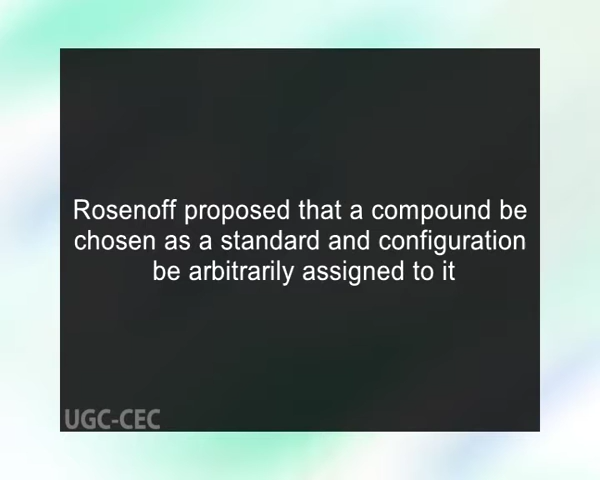 Rosenoff proposed that a compound be
chosen as a standard and configuration
be arbitrarily assigned to it
UGC-CEC